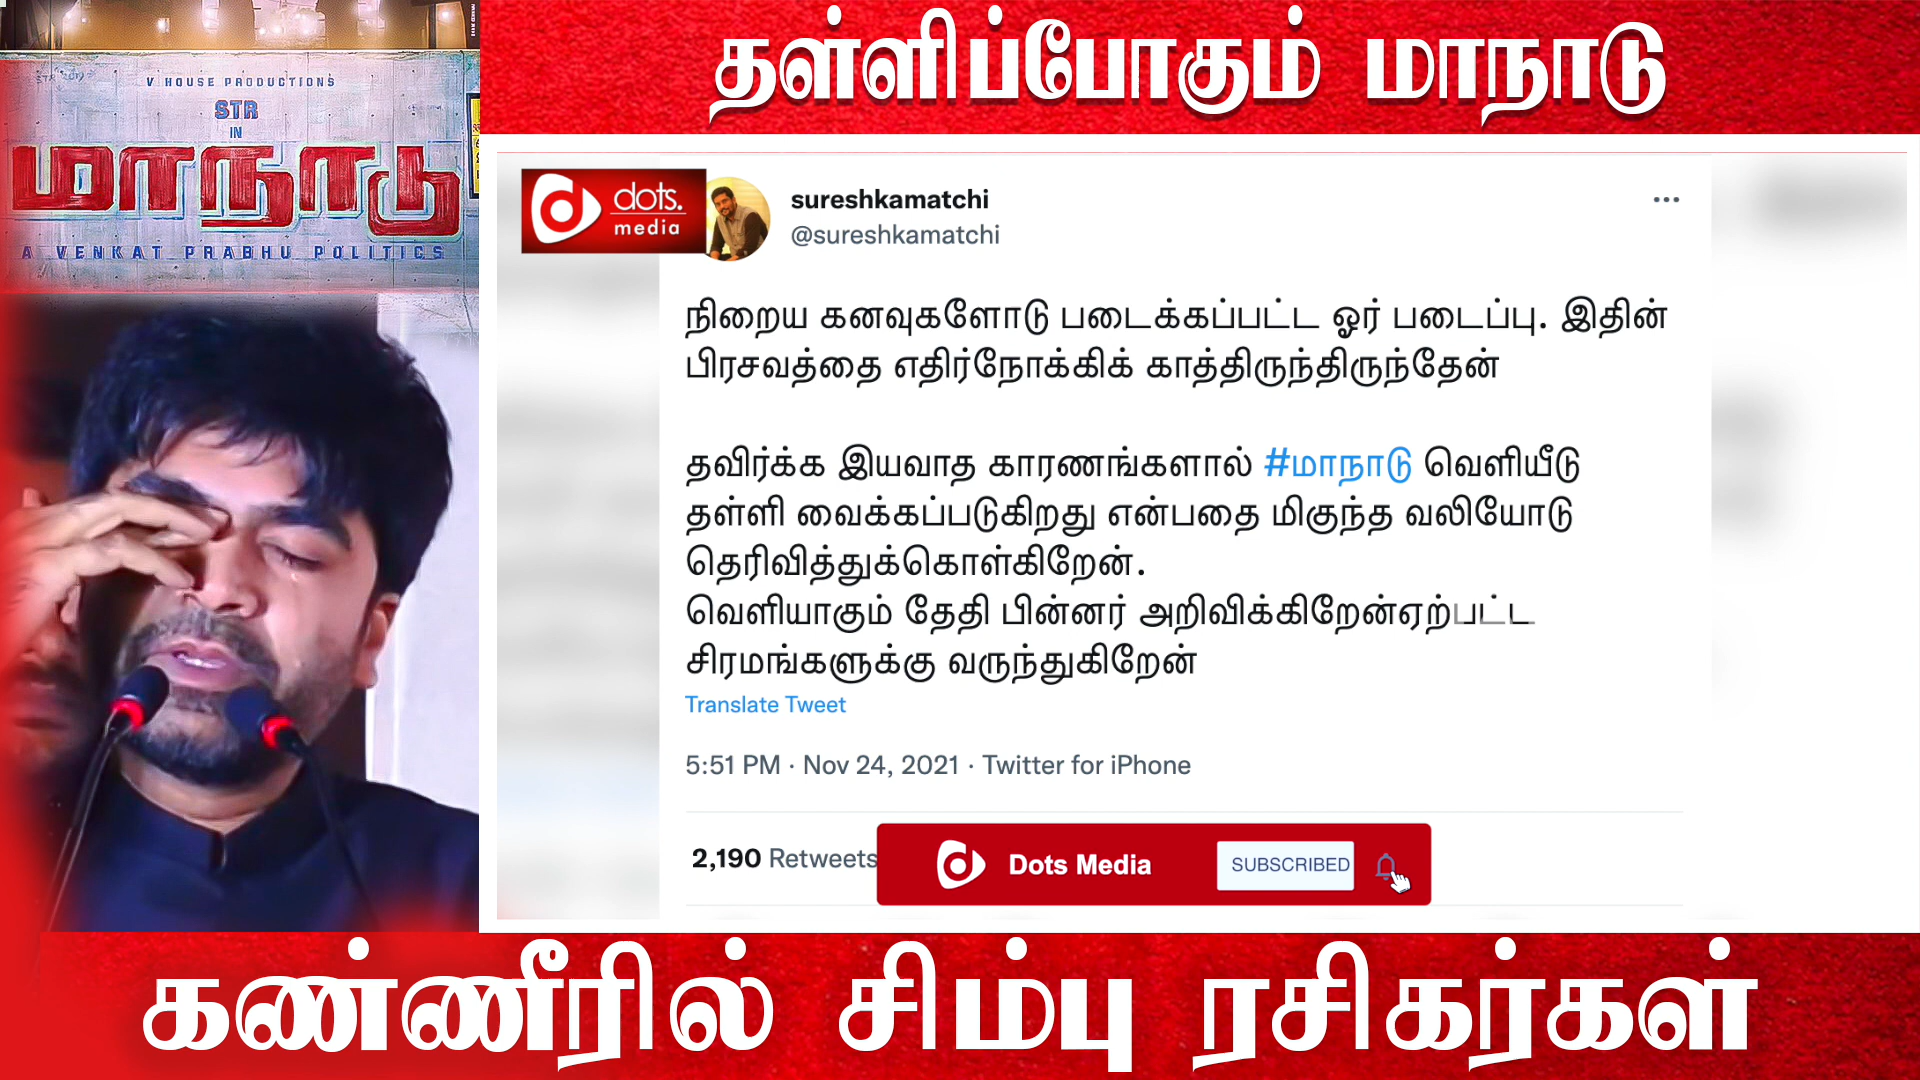 தள்ளிப்போகும் மாநாடு
V HOUSE PRODUCTIONS
STR
IN
மாநாடு
A VENKAT PRABHU POLITICS
dots.
media
sureshkamatchi
@sureshkamatchi
நிறைய கனவுகளோடு படைக்கப்பட்ட ஓர் படைப்பு. இதின்
பிரசவத்தை எதிர்நோக்கிக் காத்திருந்திருந்தேன்
தவிர்க்க இயவாத காரணங்களால் #மாநாடு வெளியீடு
தள்ளி வைக்கப்படுகிறது என்பதை மிகுந்த வலியோடு
தெரிவித்துக்கொள்கிறேன்.
வெளியாகும் தேதி பின்னர் அறிவிக்கிறேன்ஏற்பட்ட
சிரமங்களுக்கு வருந்துகிறேன்
Translate Tweet
5:51 PM · Nov 24, 2021 · Twitter for iPhone
2,190 Retweets
Dots Media
SUBSCRIBED
கண்ணீரில் சிம்பு ரசிகர்கள்